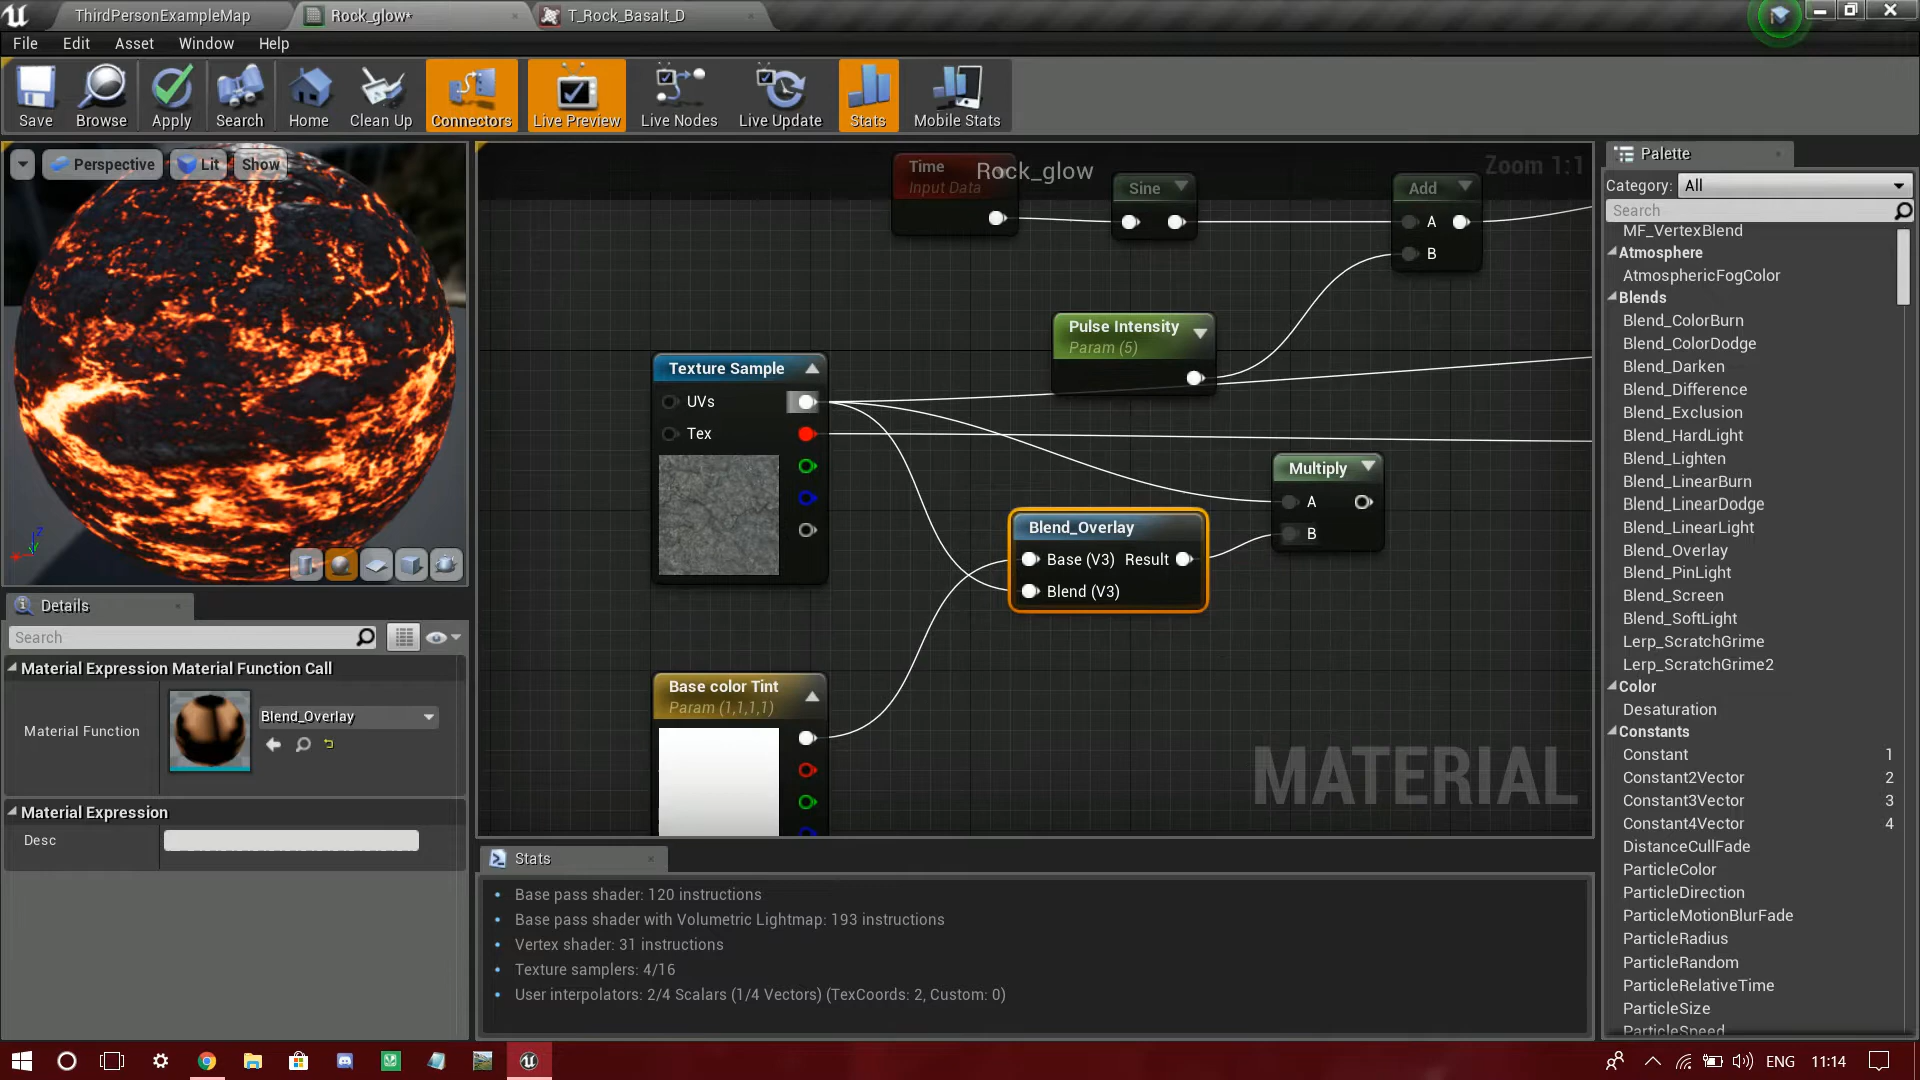 ThirdPersonExampleMap
Rock_glow*
T_Rock_Basalt_D
File
Edit
Asset
Window
Help
Save
Browse
Apply
Search
Home
Clean Up
Connectors
Live Preview
Live Nodes
Live Update
Stats
Mobile Stats
Perspective
Lit
Show
Details
Search
Material Expression Material Function Call
Material Function
Blend_Overlay
Material Expression
Desc
Rock_glow
Zoom 1:1
Time
Input Data
Sine
Add
A
B
Pulse Intensity
Param (5)
Texture Sample
UVs
Tex
Multiply
A
B
Blend_Overlay
Base (V3) Result
Blend (V3)
Base color Tint
Param (1,1,1,1)
MATERIAL
Stats
Base pass shader: 120 instructions
Base pass shader with Volumetric Lightmap: 193 instructions
Vertex shader: 31 instructions
Texture samplers: 4/16
User interpolators: 2/4 Scalars (1/4 Vectors) (TexCoords: 2, Custom: 0)
Palette
Category: All
Search
MF_VertexBlend
Atmosphere
AtmosphericFogColor
Blends
Blend_ColorBurn
Blend_ColorDodge
Blend_Darken
Blend_Difference
Blend_Exclusion
Blend_HardLight
Blend_Lighten
Blend_LinearBurn
Blend_LinearDodge
Blend_LinearLight
Blend_Overlay
Blend_PinLight
Blend_Screen
Blend_SoftLight
Lerp_ScratchGrime
Lerp_ScratchGrime2
Color
Desaturation
Constants
Constant 1
Constant2Vector 2
Constant3Vector 3
Constant4Vector 4
DistanceCullFade
ParticleColor
ParticleDirection
ParticleMotionBlurFade
ParticleRadius
ParticleRandom
ParticleRelativeTime
ParticleSize
ParticleSpeed
ENG
11:14